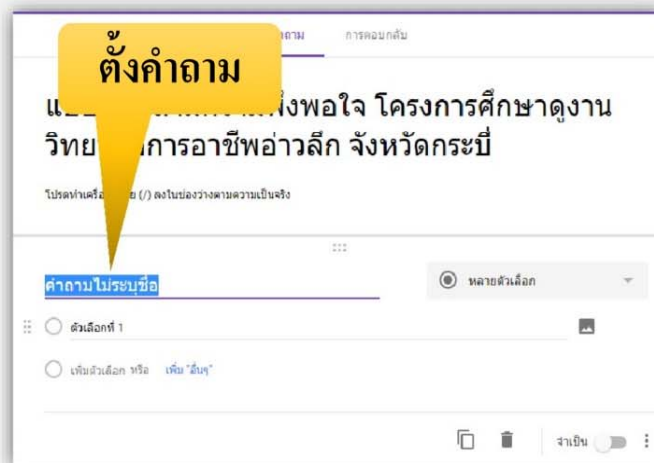 ตั้งคำถาม
ถาม การตอบกลับ
พึงพอใจ โครงการศึกษาดูงาน
วิทย การอาชีพอ่าวลึก จังหวัดกระบี่
โปรดทำเครื่อ ย (/) ลงในช่องว่างตามความเป็นจริง
คำถามไม่ระบุชื่อ หลายตัวเลือก
ตัวเลือกที่ 1
เพิ่มตัวเลือก หรือ เพิ่ม "อื่นๆ"
จำเป็น